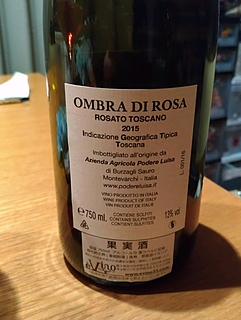 OMBRA DI ROSA
ROSATO TOSCANO
2015
Indicazione Geografica Tipica
Toscana
Imbottigliato all'origine da
Azienda Agricola Podere Luisa
di Burzagli Sauro
Montevarchi - Italia
www.podereluisa.it
VINO PRODOTTO IN ITALIA
WINE PRODUCT OF ITALY
VIN PRODUIT DE ITALIE
e 750 ml.
CONTIENE SOLFITI
CONTAINS SULPHITES
CONTIENT SULFITES
13% vol
果実酒